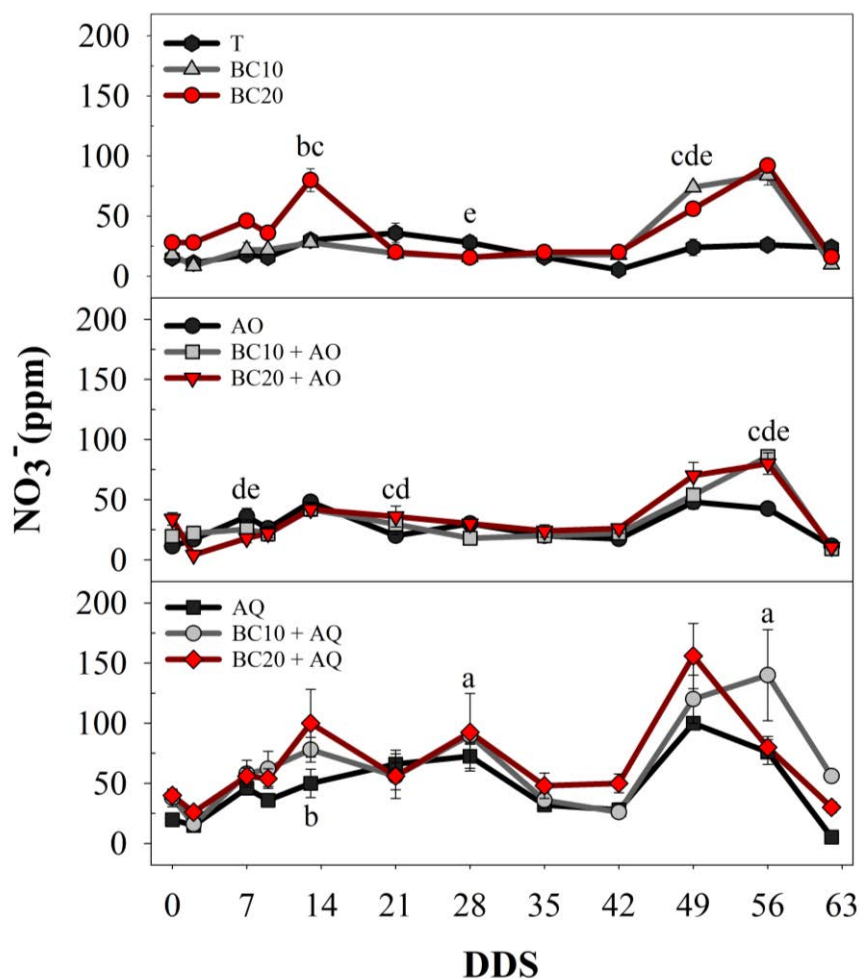 200
150
100
50
0
T
BC10
BC20
bc
e
cde
200
150
100
50
0
AO
BC10 + AO
BC20 + AO
de
cd
cde
200
150
100
50
0
AQ
BC10 + AQ
BC20 + AQ
b
a
a
NO₃⁻(ppm)
0 7 14 21 28 35 42 49 56 63
DDS